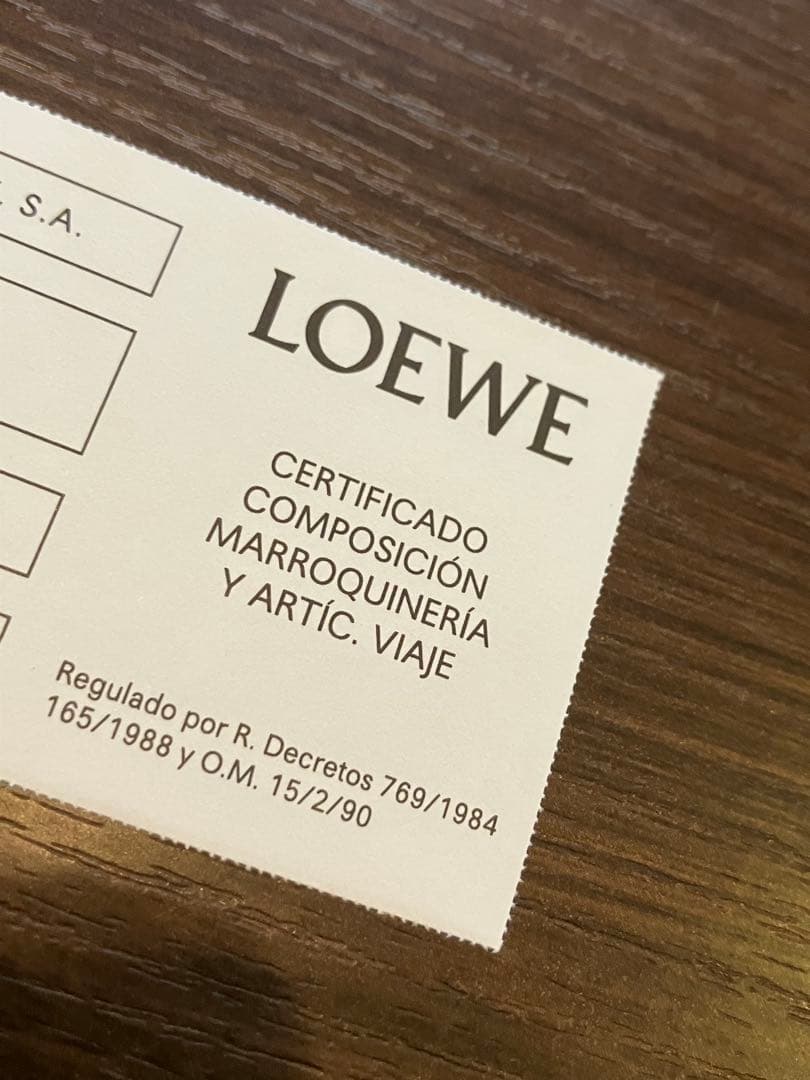 S.A.
LOEWE
CERTIFICADO
COMPOSICIÓN
MARROQUINERÍA
Y ARTÍC. VIAJE
Regulado por R. Decretos 769/1984
165/1988 y O.M. 15/2/90